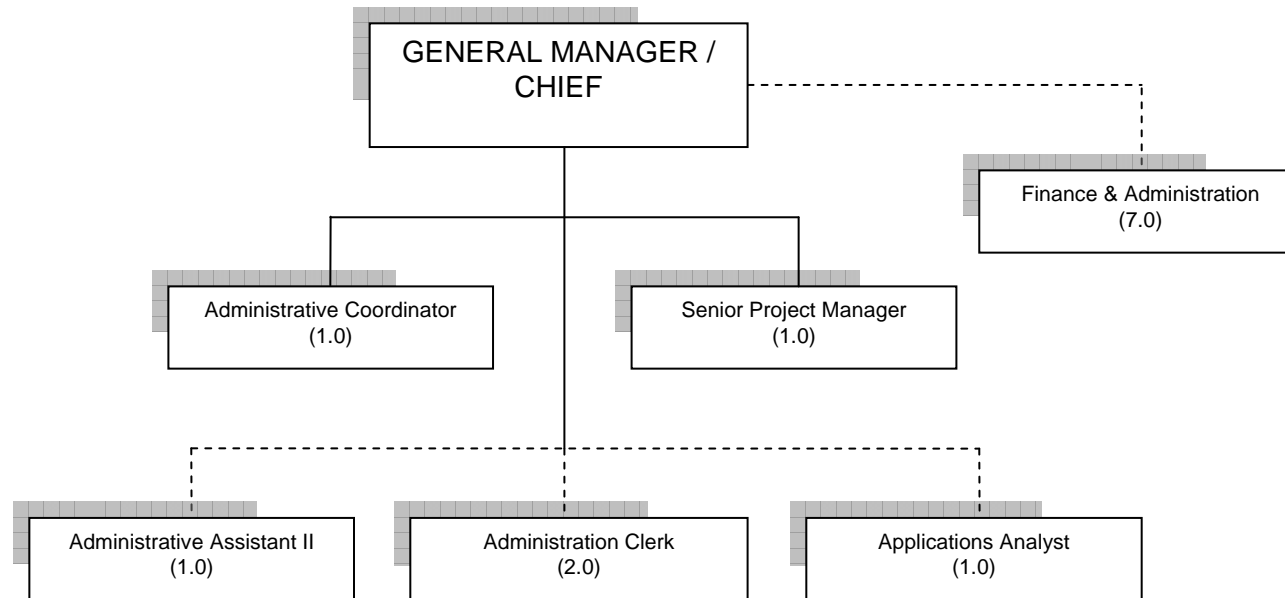 GENERAL MANAGER /
CHIEF
Finance & Administration
(7.0)
Administrative Coordinator
(1.0)
Senior Project Manager
(1.0)
Administrative Assistant II
(1.0)
Administration Clerk
(2.0)
Applications Analyst
(1.0)